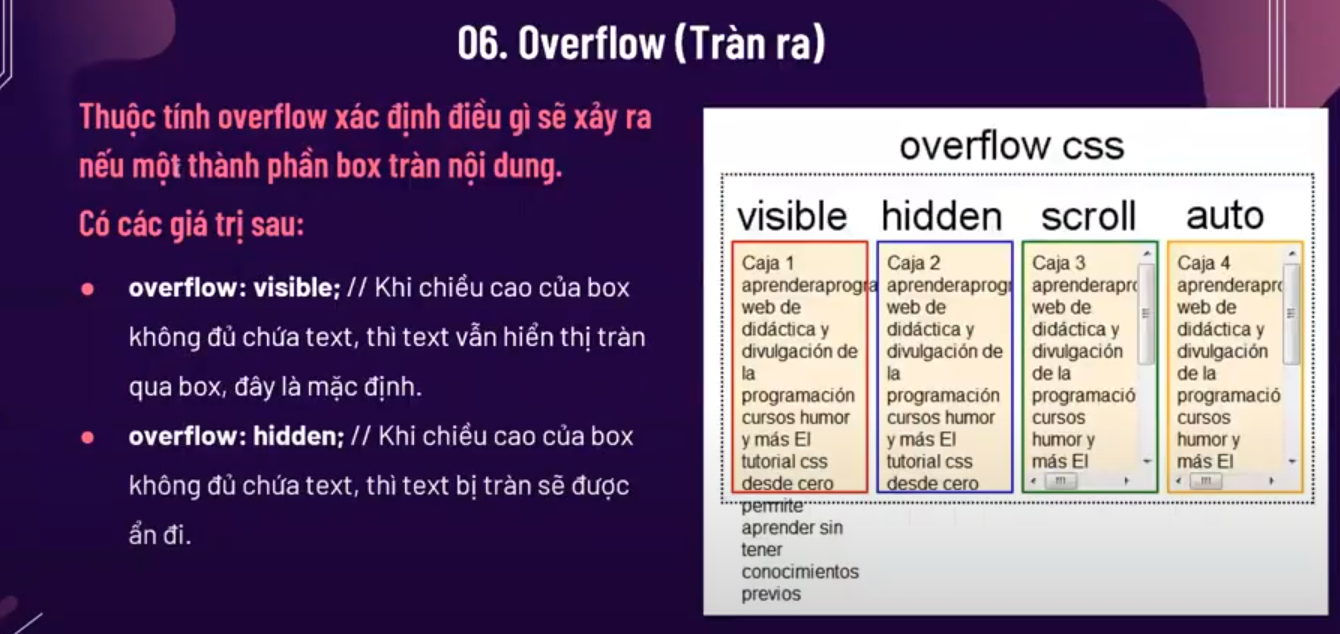 06. Overflow (Tràn ra)
Thuộc tính overflow xác định điều gì sẽ xảy ra
nếu một thành phần box tràn nội dung.
Có các giá trị sau:
overflow: visible; // Khi chiều cao của box
không đủ chứa text, thì text vẫn hiển thị tràn
qua box, đây là mặc định.
overflow: hidden; // Khi chiều cao của box
không đủ chứa text, thì text bị tràn sẽ được
ẩn đi.
overflow css
visible
Caja 1
aprenderaprogra
web de
didáctica y
divulgación de
la
programación
cursos humor
y más El
tutorial css
desde cero
permite
aprender sin
tener
conocimientos
previos
hidden
Caja 2
aprenderaprogr
web de
didáctica y
divulgación de
la
programación
cursos humor
y más El
tutorial css
desde cero
scroll
Caja 3
aprenderapro
web de
didáctica y
divulgación
de la
programació
cursos
humor y
más El
auto
Caja 4
aprenderapro
web de
didáctica y
divulgación
de la
programació
cursos
humor y
más El